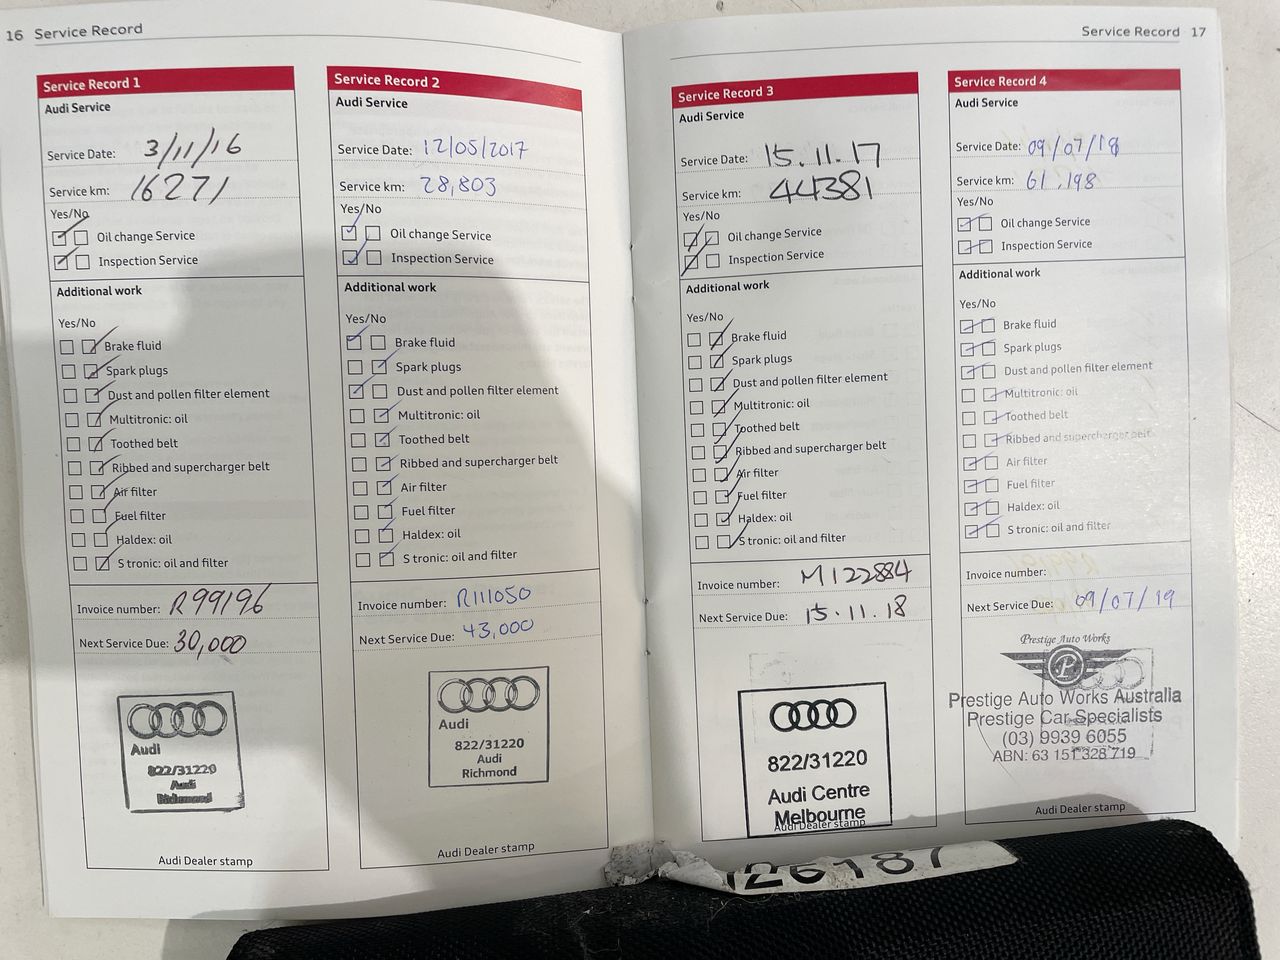 16 Service Record
Service Record 1
Audi Service
Service Date: 3/11/16
Service km: 16271
Yes/No
Oil change Service
Inspection Service
Additional work
Yes/No
Brake fluid
Spark plugs
Dust and pollen filter element
Multitronic: oil
Toothed belt
Ribbed and supercharger belt
Air filter
Fuel filter
Haldex: oil
S tronic: oil and filter
Invoice number: R99196
Next Service Due: 30,000
Audi
822/31220
Audi
Richmond
Audi Dealer stamp
Service Record 2
Audi Service
Service Date: 12/05/2017
Service km: 28,803
Yes/No
Oil change Service
Inspection Service
Additional work
Yes/No
Brake fluid
Spark plugs
Dust and pollen filter element
Multitronic: oil
Toothed belt
Ribbed and supercharger belt
Air filter
Fuel filter
Haldex: oil
S tronic: oil and filter
Invoice number: R111050
Next Service Due: 43,000
Audi
822/31220
Audi
Richmond
Audi Dealer stamp
Service Record 17
Service Record 3
Audi Service
Service Date: 15.11.17
Service km: 44381
Yes/No
Oil change Service
Inspection Service
Additional work
Yes/No
Brake fluid
Spark plugs
Dust and pollen filter element
Multitronic: oil
Toothed belt
Ribbed and supercharger belt
Air filter
Fuel filter
Haldex: oil
S tronic: oil and filter
Invoice number: M122884
Next Service Due: 15.11.18
822/31220
Audi Centre
Melbourne
Audi Dealer stamp
Service Record 4
Audi Service
Service Date: 09/07/18
Service km: 61,198
Yes/No
Oil change Service
Inspection Service
Additional work
Yes/No
Brake fluid
Spark plugs
Dust and pollen filter element
Multitronic: oil
Toothed belt
Ribbed and supercharger belt
Air filter
Fuel filter
Haldex: oil
S tronic: oil and filter
Invoice number:
Next Service Due: 09/07/19
Prestige Auto Works
P
Prestige Auto Works Australia
Prestige Car Specialists
(03) 9939 6055
ABN: 63 151 328 719
Audi Dealer stamp
126187